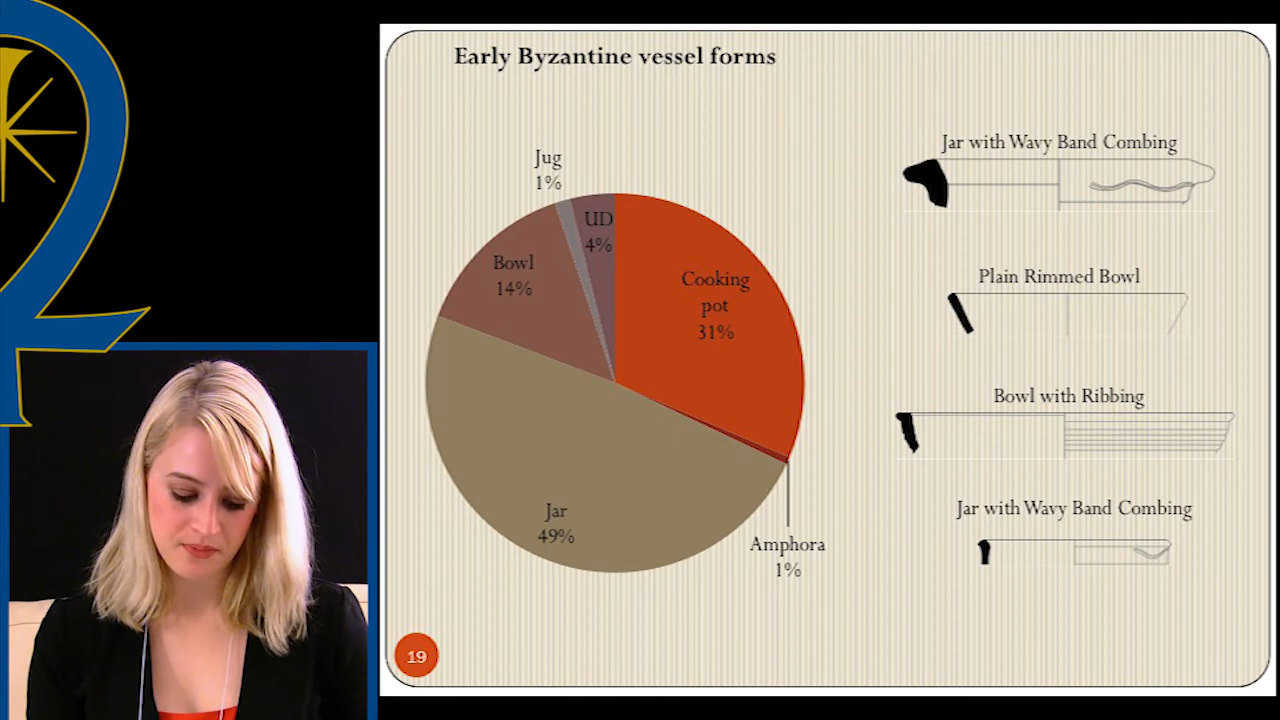 Early Byzantine vessel forms
Jug
1%
UD
4%
Bowl
14%
Cooking
pot
31%
Jar
49%
Amphora
1%
Jar with Wavy Band Combing
Plain Rimmed Bowl
Bowl with Ribbing
Jar with Wavy Band Combing
19